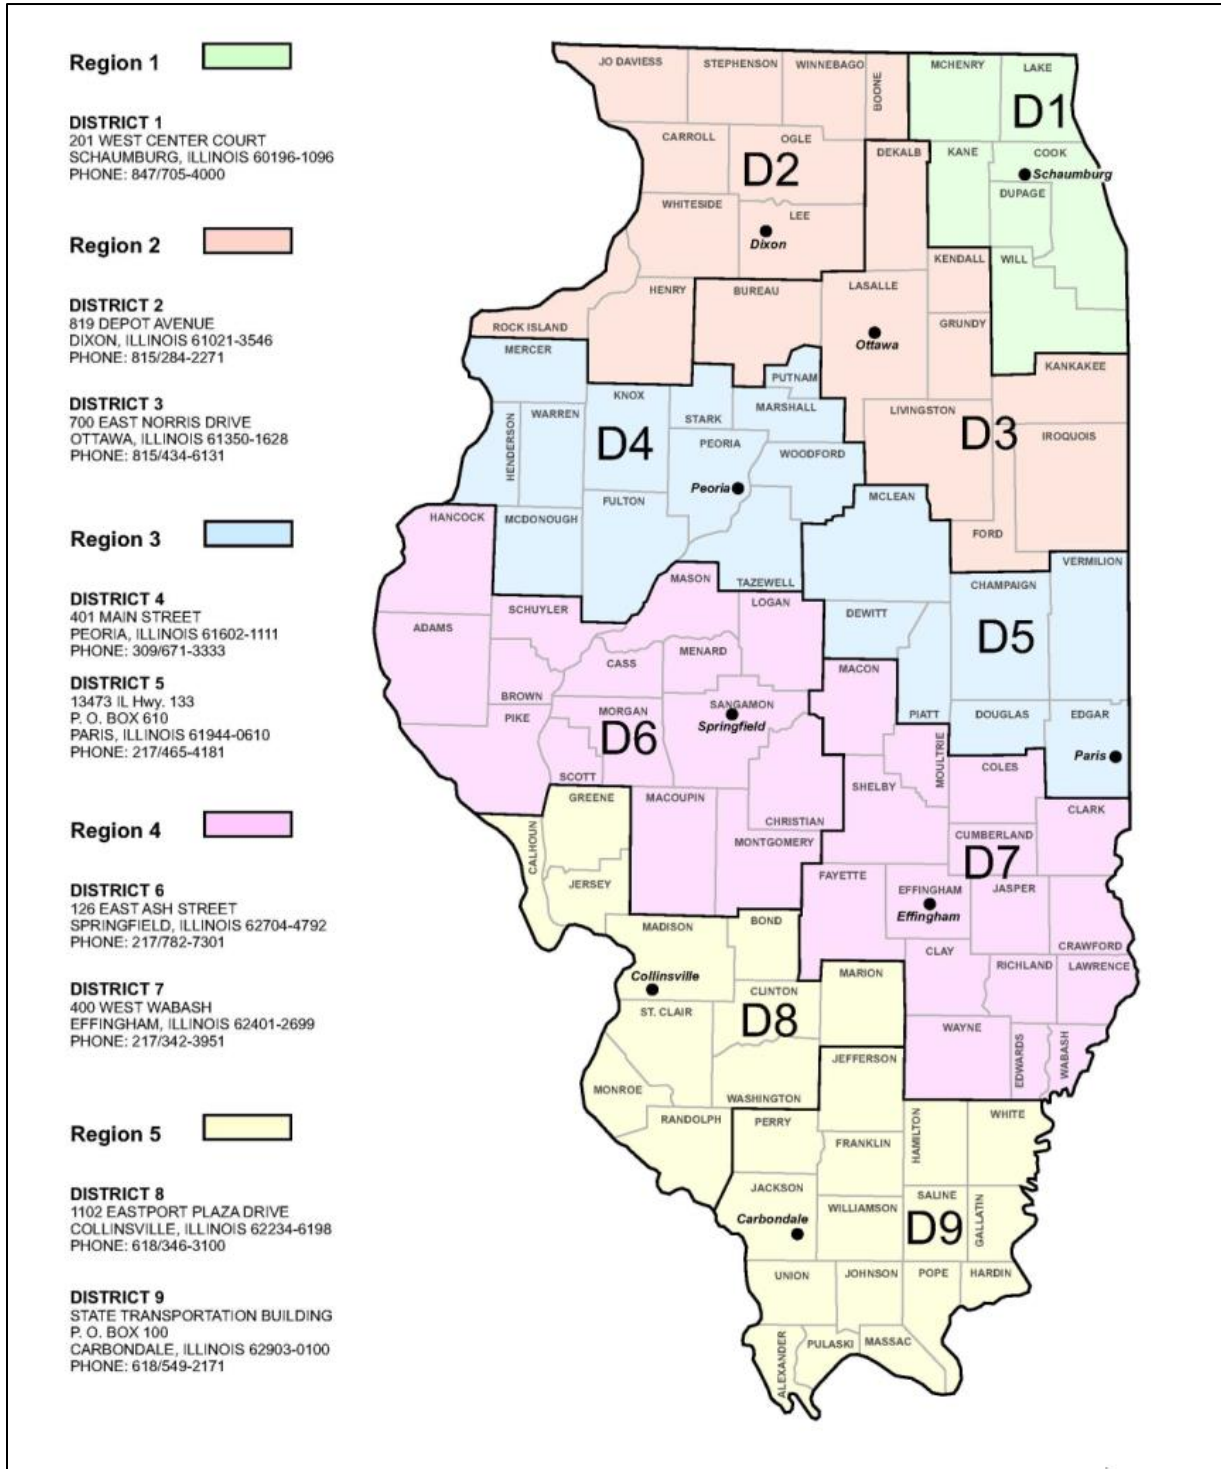 Region 1
DISTRICT 1
201 WEST CENTER COURT
SCHAUMBURG, ILLINOIS 60196-1096
PHONE: 847/705-4000
Region 2
DISTRICT 2
819 DEPOT AVENUE
DIXON, ILLINOIS 61021-3546
PHONE: 815/284-2271
DISTRICT 3
700 EAST NORRIS DRIVE
OTTAWA, ILLINOIS 61350-1628
PHONE: 815/434-6131
Region 3
DISTRICT 4
401 MAIN STREET
PEORIA, ILLINOIS 61602-1111
PHONE: 309/671-3333
DISTRICT 5
13473 IL Hwy. 133
P. O. BOX 610
PARIS, ILLINOIS 61944-0610
PHONE: 217/465-4181
Region 4
DISTRICT 6
126 EAST ASH STREET
SPRINGFIELD, ILLINOIS 62704-4792
PHONE: 217/782-7301
DISTRICT 7
400 WEST WABASH
EFFINGHAM, ILLINOIS 62401-2699
PHONE: 217/342-3951
Region 5
DISTRICT 8
1102 EASTPORT PLAZA DRIVE
COLLINSVILLE, ILLINOIS 62234-6198
PHONE: 618/346-3100
DISTRICT 9
STATE TRANSPORTATION BUILDING
P. O. BOX 100
CARBONDALE, ILLINOIS 62903-0100
PHONE: 618/549-2171
JO DAVIESS
STEPHENSON
WINNEBAGO
BOONE
MCHENRY
LAKE
D1
CARROLL
OGLE
D2
DEKALB
KANE
COOK
Schaumburg
DUPAGE
WHITESIDE
LEE
Dixon
KENDALL
WILL
HENRY
BUREAU
LASALLE
ROCK ISLAND
GRUNDY
Ottawa
MERCER
KANKAKEE
PUTNAM
KNOX
STARK
MARSHALL
HENDERSON
WARREN
D4
LIVINGSTON
D3
IROQUOIS
PEORIA
WOODFORD
Peoria
FULTON
MCLEAN
HANCOCK
MCDONOUGH
FORD
VERMILION
MASON
TAZEWELL
CHAMPAIGN
SCHUYLER
LOGAN
DEWITT
ADAMS
D5
CASS
MENARD
MACON
BROWN
SANGAMON
Springfield
PIKE
MORGAN
D6
PIATT
DOUGLAS
EDGAR
Paris
SCOTT
MOULTRIE
COLES
SHELBY
GREENE
MACOUPIN
CLARK
CHRISTIAN
CALHOUN
MONTGOMERY
CUMBERLAND
D7
JERSEY
FAYETTE
EFFINGHAM
Effingham
JASPER
MADISON
BOND
CLAY
CRAWFORD
RICHLAND
LAWRENCE
Collinsville
MARION
CLINTON
ST. CLAIR
D8
WAYNE
EDWARDS
WABASH
JEFFERSON
MONROE
WASHINGTON
RANDOLPH
PERRY
HAMILTON
WHITE
FRANKLIN
JACKSON
SALINE
Carbondale
WILLIAMSON
D9
GALLATIN
UNION
JOHNSON
POPE
HARDIN
ALEXANDER
PULASKI
MASSAC